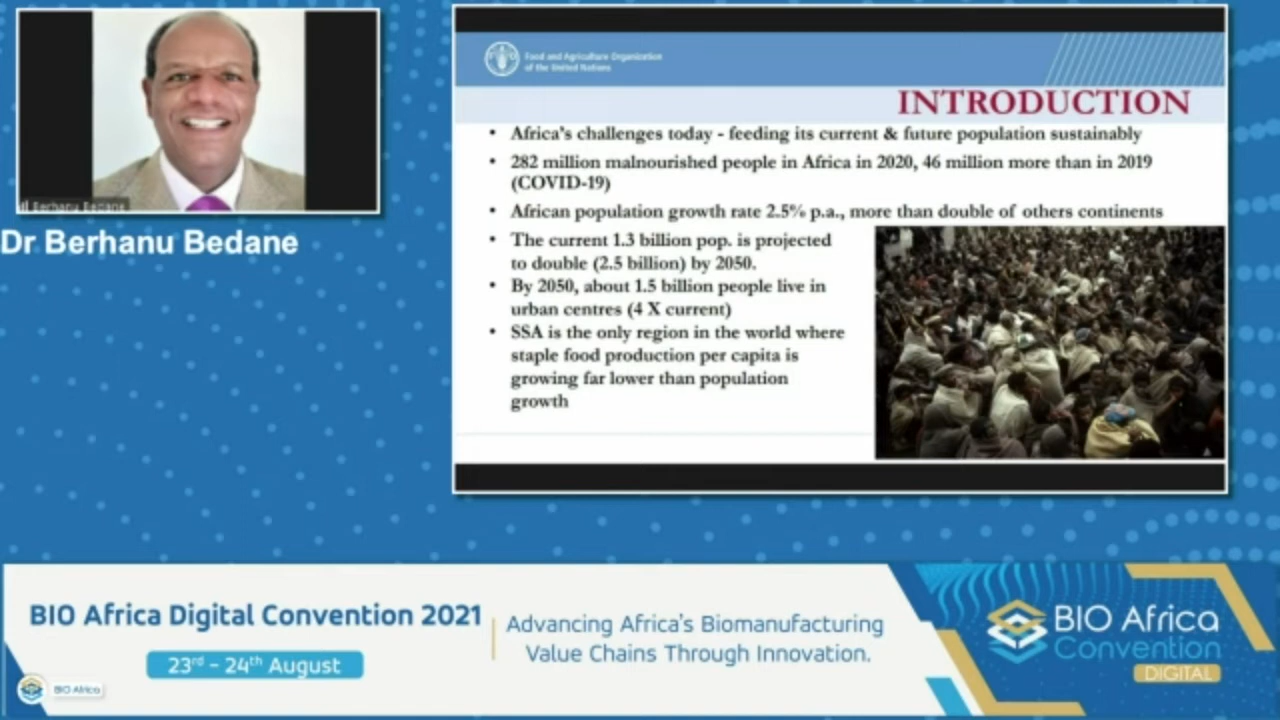 Berhanu Bedane
Dr Berhanu Bedane
Food and Agriculture Organization
of the United Nations
INTRODUCTION
• Africa's challenges today - feeding its current & future population sustainably
• 282 million malnourished people in Africa in 2020, 46 million more than in 2019
(COVID-19)
• African population growth rate 2.5% p.a., more than double of others continents
• The current 1.3 billion pop. is projected
to double (2.5 billion) by 2050.
• By 2050, about 1.5 billion people live in
urban centres (4 X current)
• SSA is the only region in the world where
staple food production per capita is
growing far lower than population
growth
BIO Africa Digital Convention 2021
23rd - 24th August
Advancing Africa's Biomanufacturing
Value Chains Through Innovation.
BIO Africa
Convention
DIGITAL
BIO Africa